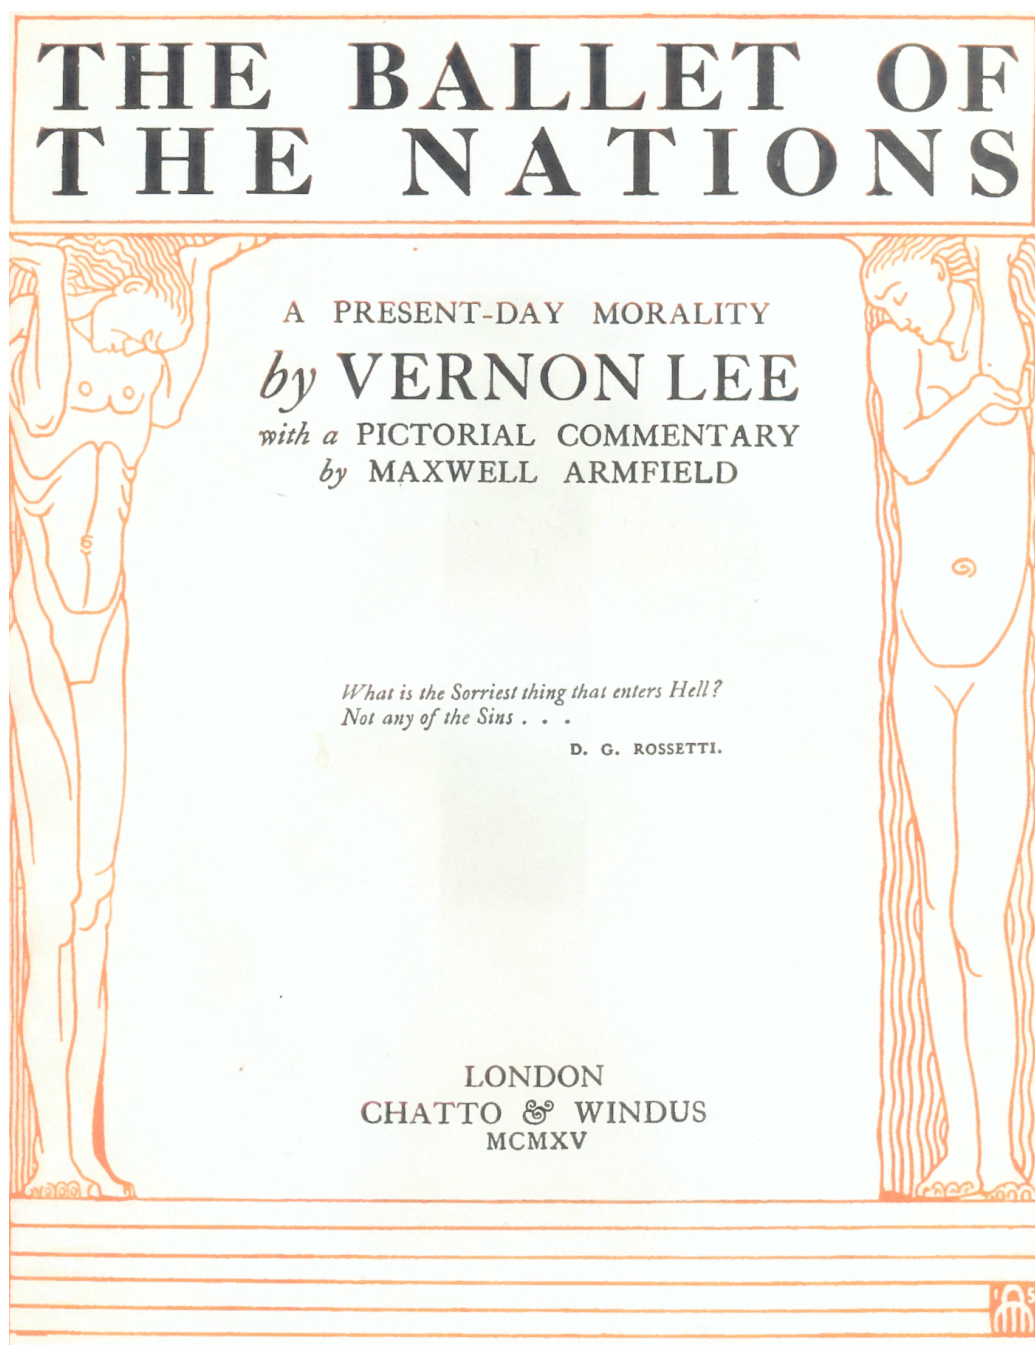 THE BALLET OF
THE NATIONS
A PRESENT-DAY MORALITY
by VERNON LEE
with a PICTORIAL COMMENTARY
by MAXWELL ARMFIELD
What is the Sorriest thing that enters Hell?
Not any of the Sins . . .
D. G. ROSSETTI.
LONDON
CHATTO & WINDUS
MCMXV